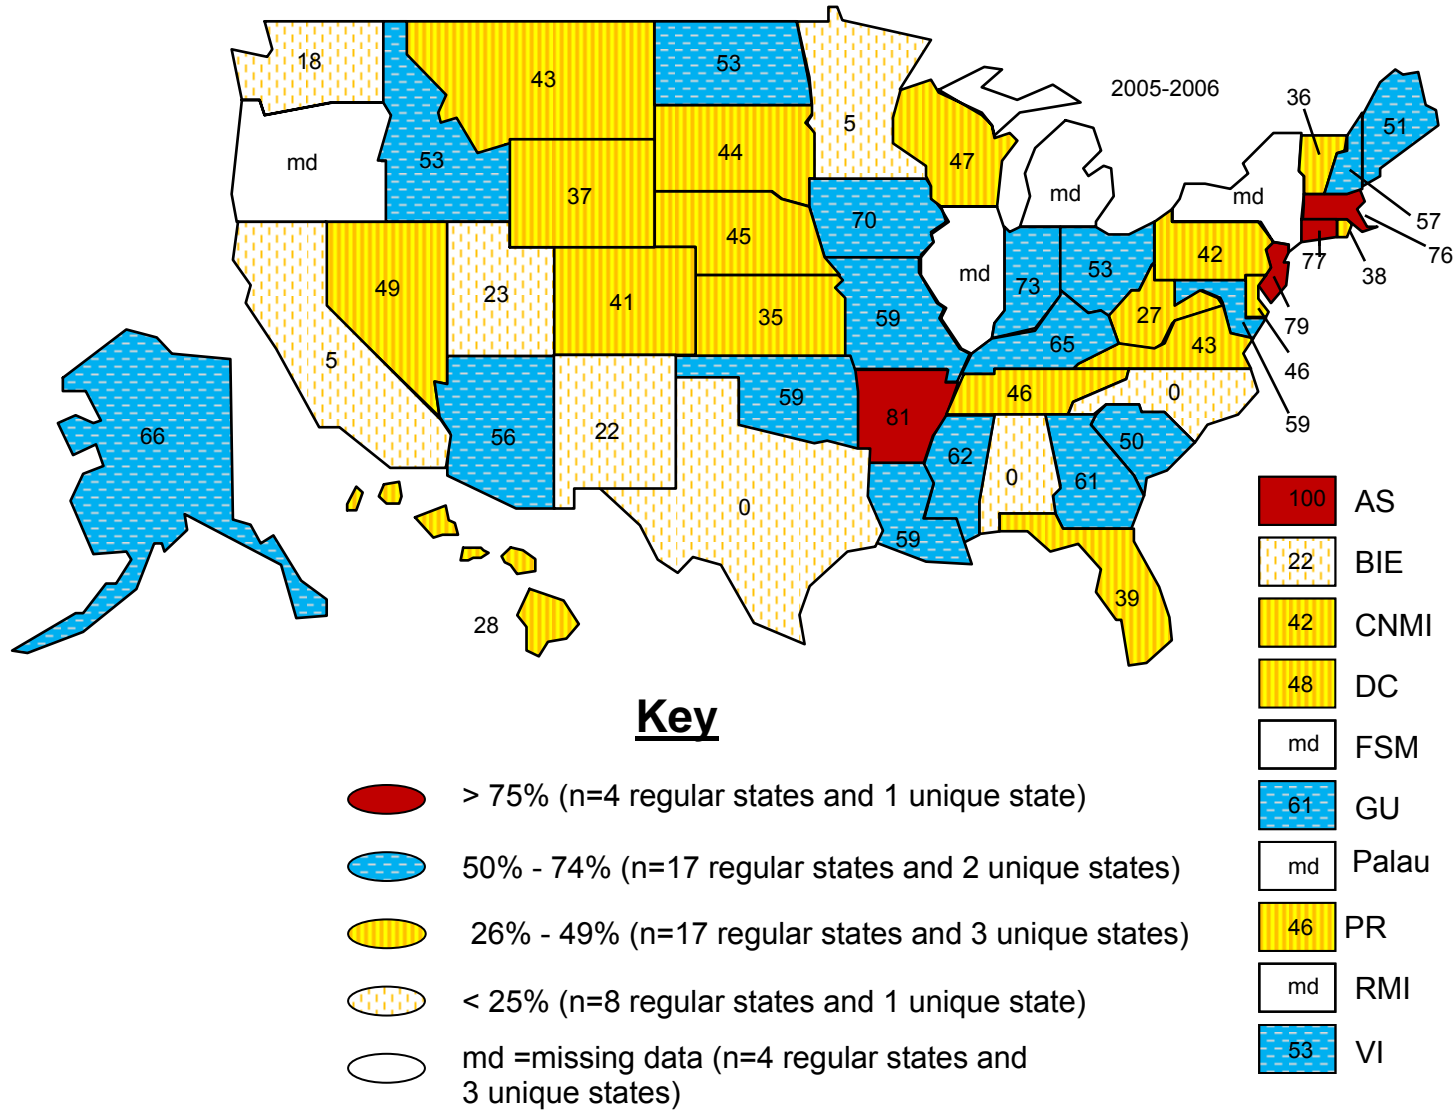 2005-2006
18
43
53
5
47
36
51
md
53
44
md
md
37
70
57
76
45
42
77
38
49
23
41
md
73
53
35
59
27
79
5
65
43
46
59
46
0
59
66
56
22
81
62
0
61
50
0
59
39
28
100 AS
22 BIE
42 CNMI
48 DC
md FSM
61 GU
md Palau
46 PR
md RMI
53 VI
Key
> 75% (n=4 regular states and 1 unique state)
50% - 74% (n=17 regular states and 2 unique states)
26% - 49% (n=17 regular states and 3 unique states)
< 25% (n=8 regular states and 1 unique state)
md =missing data (n=4 regular states and
3 unique states)